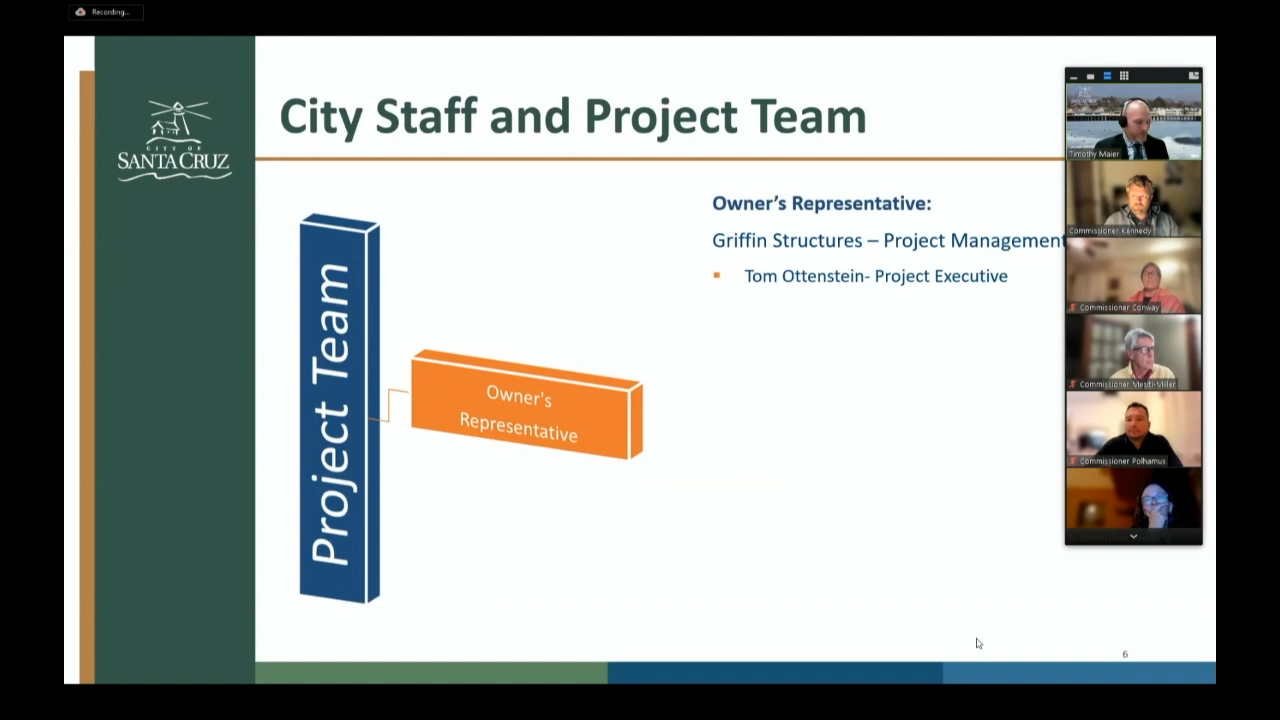 Recording...
CITY OF
SANTA CRUZ
City Staff and Project Team
Owner's Representative:
Griffin Structures – Project Management
Tom Ottenstein- Project Executive
Project Team
Owner's
Representative
Timothy Maier
Commissioner Kennedy
Commissioner Conway
Commissioner Mesiti-Miller
Commissioner Polhamus
6